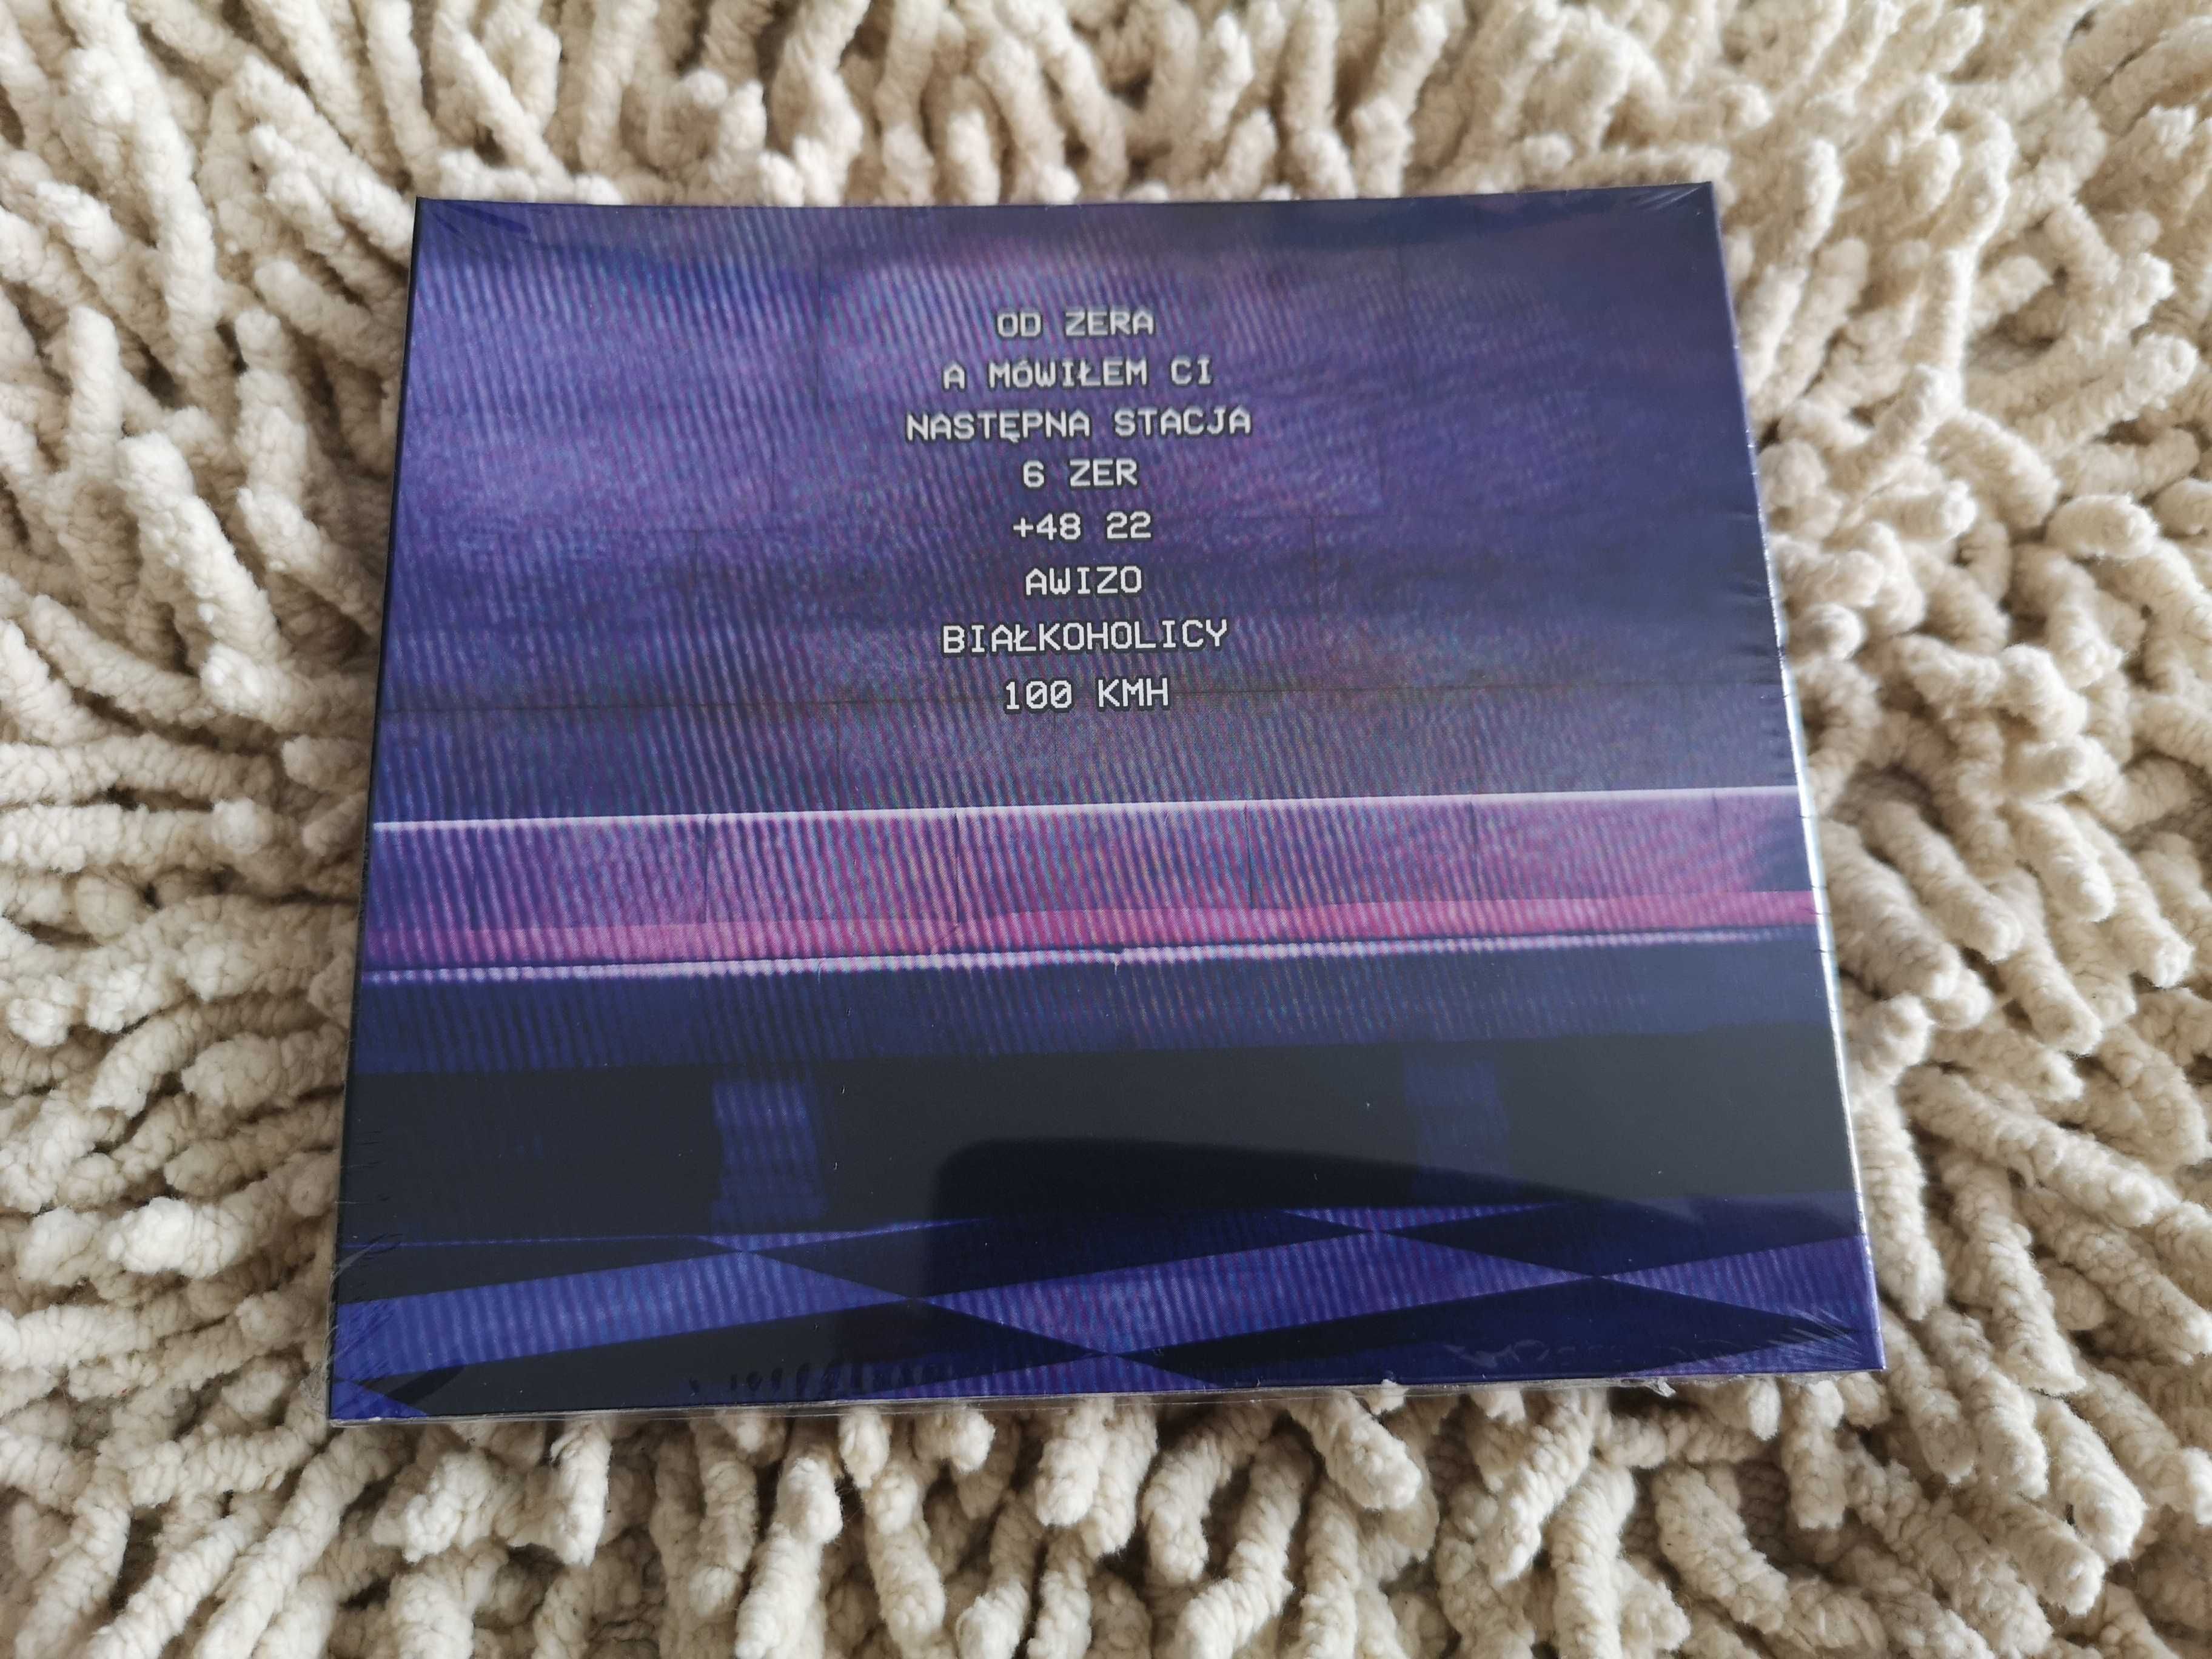 OD ZERA
A MÓWIŁEM CI
NASTĘPNA STACJA
6 ZER
+48 22
AWIZO
BIAŁKOHOLICY
100 KMH